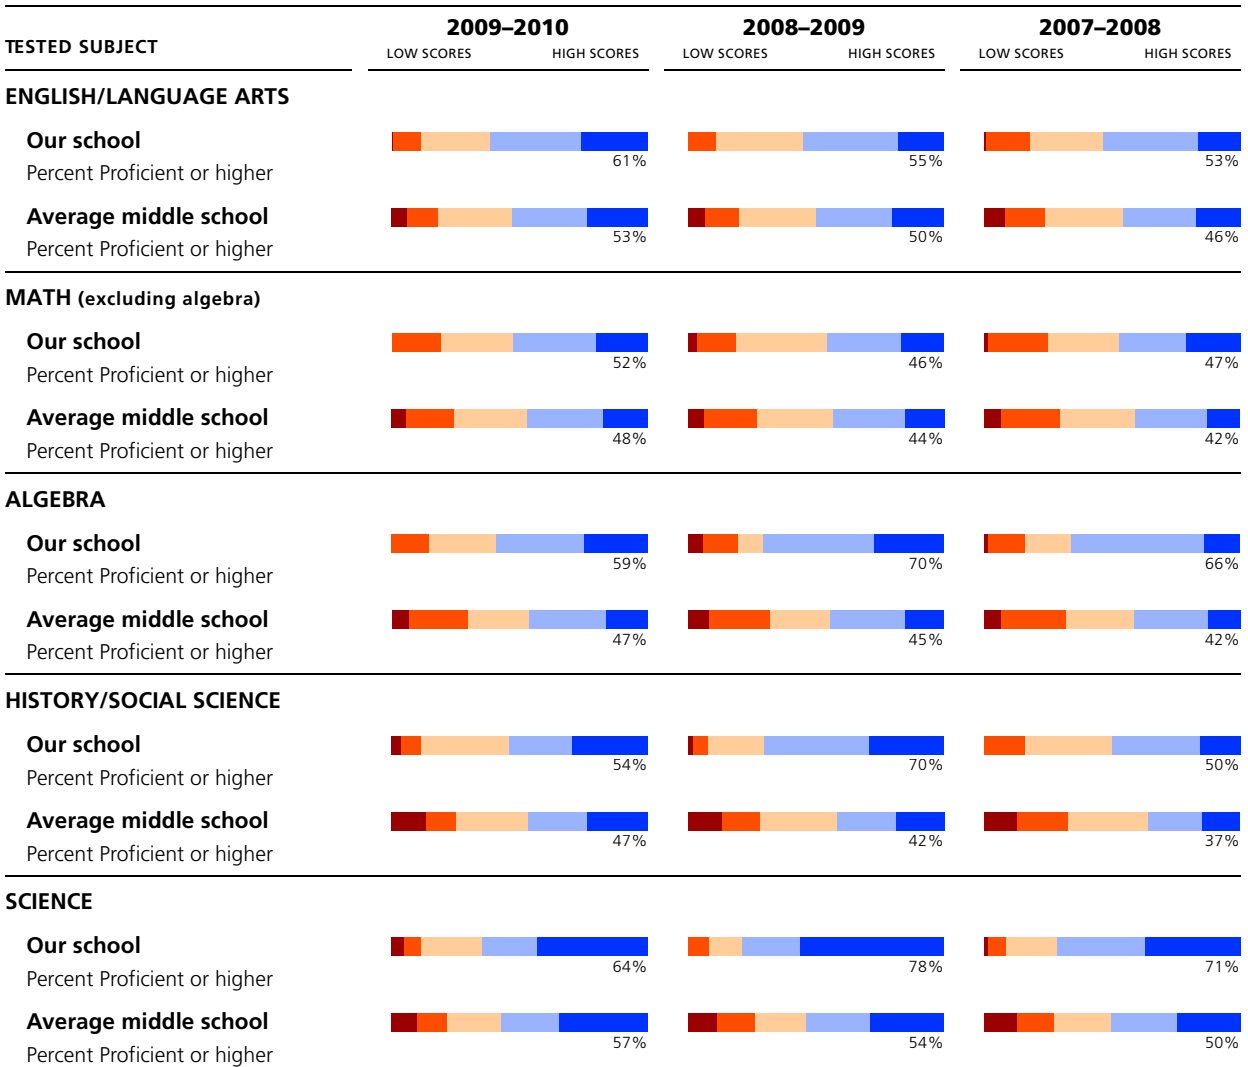 2009–2010 2008–2009 2007–2008
TESTED SUBJECT LOW SCORES HIGH SCORES LOW SCORES HIGH SCORES LOW SCORES HIGH SCORES
ENGLISH/LANGUAGE ARTS
Our school
Percent Proficient or higher 61% 55% 53%
Average middle school
Percent Proficient or higher 53% 50% 46%
MATH (excluding algebra)
Our school
Percent Proficient or higher 52% 46% 47%
Average middle school
Percent Proficient or higher 48% 44% 42%
ALGEBRA
Our school
Percent Proficient or higher 59% 70% 66%
Average middle school
Percent Proficient or higher 47% 45% 42%
HISTORY/SOCIAL SCIENCE
Our school
Percent Proficient or higher 54% 70% 50%
Average middle school
Percent Proficient or higher 47% 42% 37%
SCIENCE
Our school
Percent Proficient or higher 64% 78% 71%
Average middle school
Percent Proficient or higher 57% 54% 50%